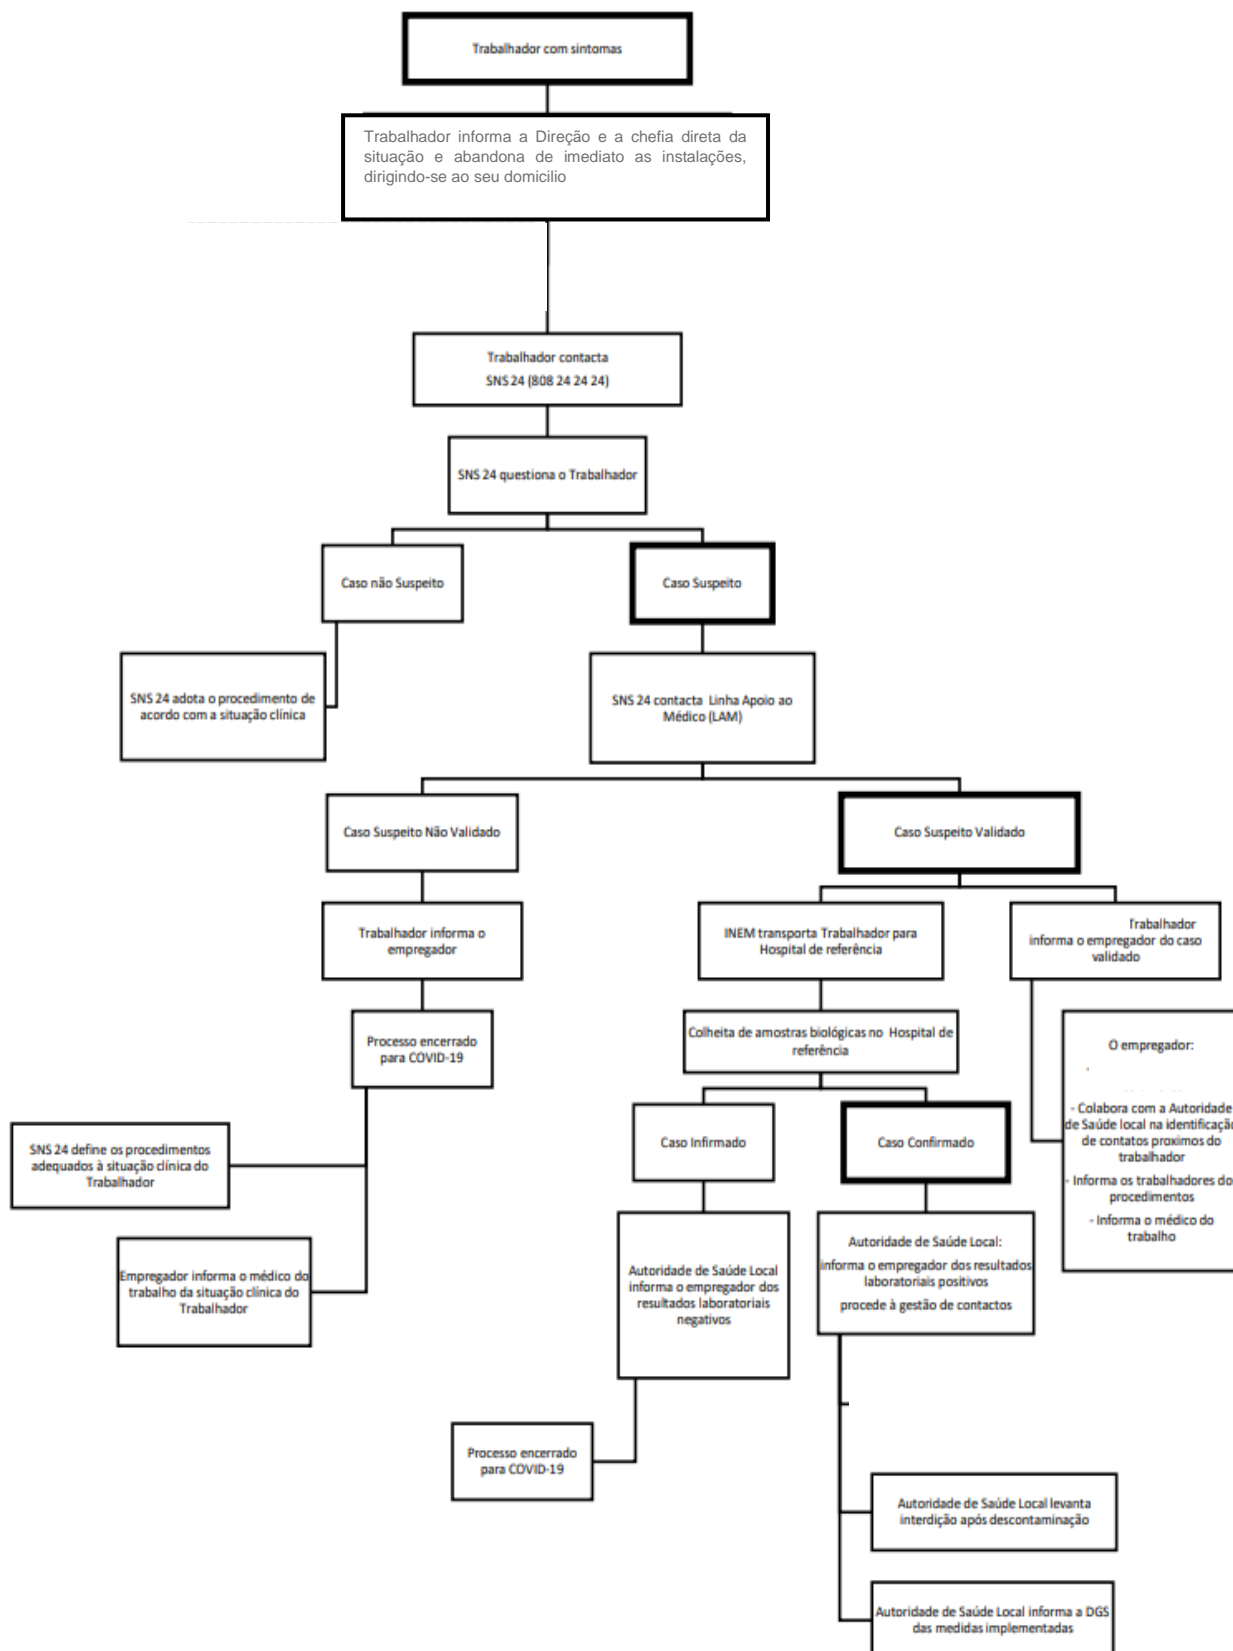 Trabalhador com sintomas
Trabalhador informa a Direção e a chefia direta da
situação e abandona de imediato as instalações,
dirigindo-se ao seu domicilio
Trabalhador contacta
SNS 24 (808 24 24 24)
SNS 24 questiona o Trabalhador
Caso não Suspeito
Caso Suspeito
SNS 24 adota o procedimento de
acordo com a situação clínica
SNS 24 contacta Linha Apoio ao
Médico (LAM)
Caso Suspeito Não Validado
Caso Suspeito Validado
Trabalhador informa o
empregador
INEM transporta Trabalhador para
Hospital de referência
Trabalhador
informa o empregador do caso
validado
Processo encerrado
para COVID-19
Colheita de amostras biológicas no Hospital de
referência
O empregador:
-
- Colabora com a Autoridade
de Saúde local na identificação
de contatos proximos do
trabalhador
- Informa os trabalhadores do
procedimentos
- Informa o médico do
trabalho
SNS 24 define os procedimentos
adequados à situação clínica do
Trabalhador
Caso Infirmado
Caso Confirmado
Empregador informa o médico do
trabalho da situação clínica do
Trabalhador
Autoridade de Saúde Local
informa o empregador dos
resultados laboratoriais
negativos
Autoridade de Saúde Local:
informa o empregador dos resultados
laboratoriais positivos
procede à gestão de contactos
Processo encerrado
para COVID-19
Autoridade de Saúde Local levanta
interdição após descontaminação
Autoridade de Saúde Local informa a DGS
das medidas implementadas